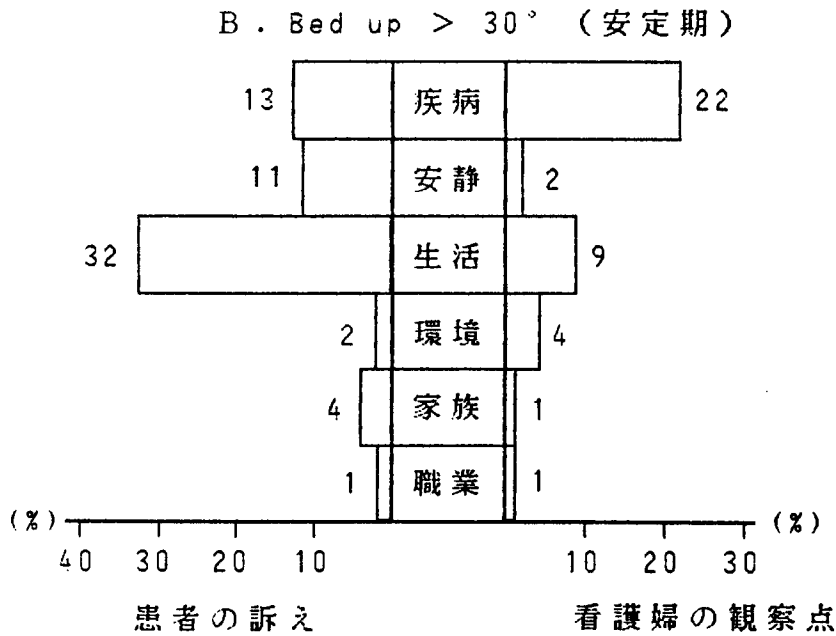 B. Bed up > 30° (安定期)
13 疾病 22
11 安静 2
32 生活 9
2 環境 4
4 家族 1
1 職業 1
(%) (%)
40 30 20 10 10 20 30
患者の訴え 看護婦の観察点